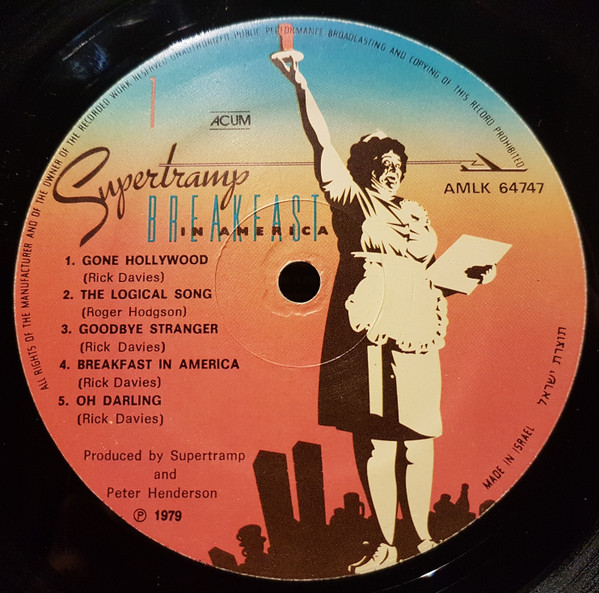 ALL RIGHTS OF THE MANUFACTURER AND OF THE OWNER OF THE RECORDED WORK RESERVED UNAUTHORIZED PUBLIC PERFORMANCE BROADCASTING AND COPYING OF THIS RECORD PROHIBITED
1
ACUM
Supertramp
BREAKFAST
IN AMERICA
AMLK 64747
1. GONE HOLLYWOOD
(Rick Davies)
2. THE LOGICAL SONG
(Roger Hodgson)
3. GOODBYE STRANGER
(Rick Davies)
4. BREAKFAST IN AMERICA
(Rick Davies)
5. OH DARLING
(Rick Davies)
Produced by Supertramp
and
Peter Henderson
℗ 1979
תוצרת ישראל
MADE IN ISRAEL